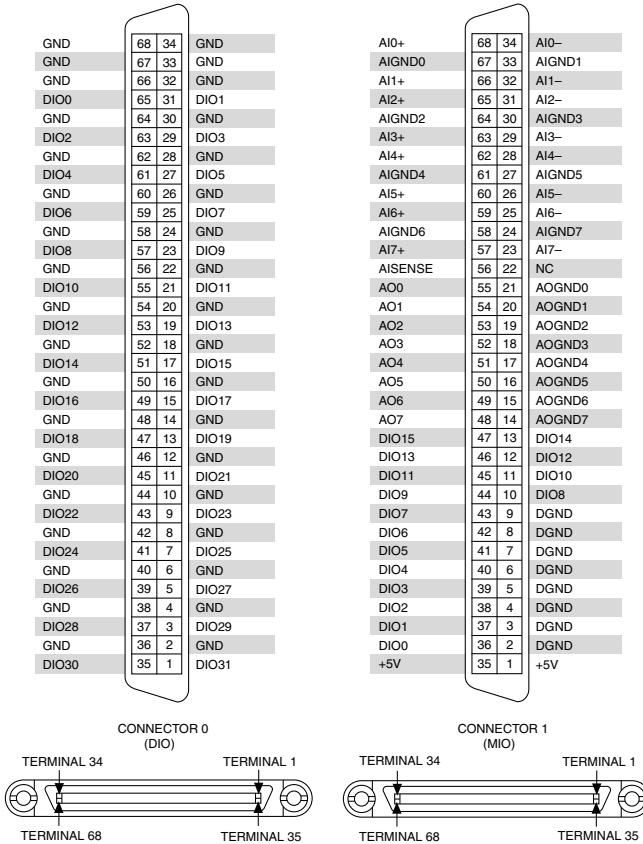 GND 68 34 GND
GND 67 33 GND
GND 66 32 GND
DIO0 65 31 DIO1
GND 64 30 GND
DIO2 63 29 DIO3
GND 62 28 GND
DIO4 61 27 DIO5
GND 60 26 GND
DIO6 59 25 DIO7
GND 58 24 GND
DIO8 57 23 DIO9
GND 56 22 GND
DIO10 55 21 DIO11
GND 54 20 GND
DIO12 53 19 DIO13
GND 52 18 GND
DIO14 51 17 DIO15
GND 50 16 GND
DIO16 49 15 DIO17
GND 48 14 GND
DIO18 47 13 DIO19
GND 46 12 GND
DIO20 45 11 DIO21
GND 44 10 GND
DIO22 43 9 DIO23
GND 42 8 GND
DIO24 41 7 DIO25
GND 40 6 GND
DIO26 39 5 DIO27
GND 38 4 GND
DIO28 37 3 DIO29
GND 36 2 GND
DIO30 35 1 DIO31
CONNECTOR 0
(DIO)
TERMINAL 34 TERMINAL 1
TERMINAL 68 TERMINAL 35
AI0+ 68 34 AI0–
AIGND0 67 33 AIGND1
AI1+ 66 32 AI1–
AI2+ 65 31 AI2–
AIGND2 64 30 AIGND3
AI3+ 63 29 AI3–
AI4+ 62 28 AI4–
AIGND4 61 27 AIGND5
AI5+ 60 26 AI5–
AI6+ 59 25 AI6–
AIGND6 58 24 AIGND7
AI7+ 57 23 AI7–
AISENSE 56 22 NC
AO0 55 21 AOGND0
AO1 54 20 AOGND1
AO2 53 19 AOGND2
AO3 52 18 AOGND3
AO4 51 17 AOGND4
AO5 50 16 AOGND5
AO6 49 15 AOGND6
AO7 48 14 AOGND7
DIO15 47 13 DIO14
DIO13 46 12 DIO12
DIO11 45 11 DIO10
DIO9 44 10 DIO8
DIO7 43 9 DGND
DIO6 42 8 DGND
DIO5 41 7 DGND
DIO4 40 6 DGND
DIO3 39 5 DGND
DIO2 38 4 DGND
DIO1 37 3 DGND
DIO0 36 2 DGND
+5V 35 1 +5V
CONNECTOR 1
(MIO)
TERMINAL 34 TERMINAL 1
TERMINAL 68 TERMINAL 35